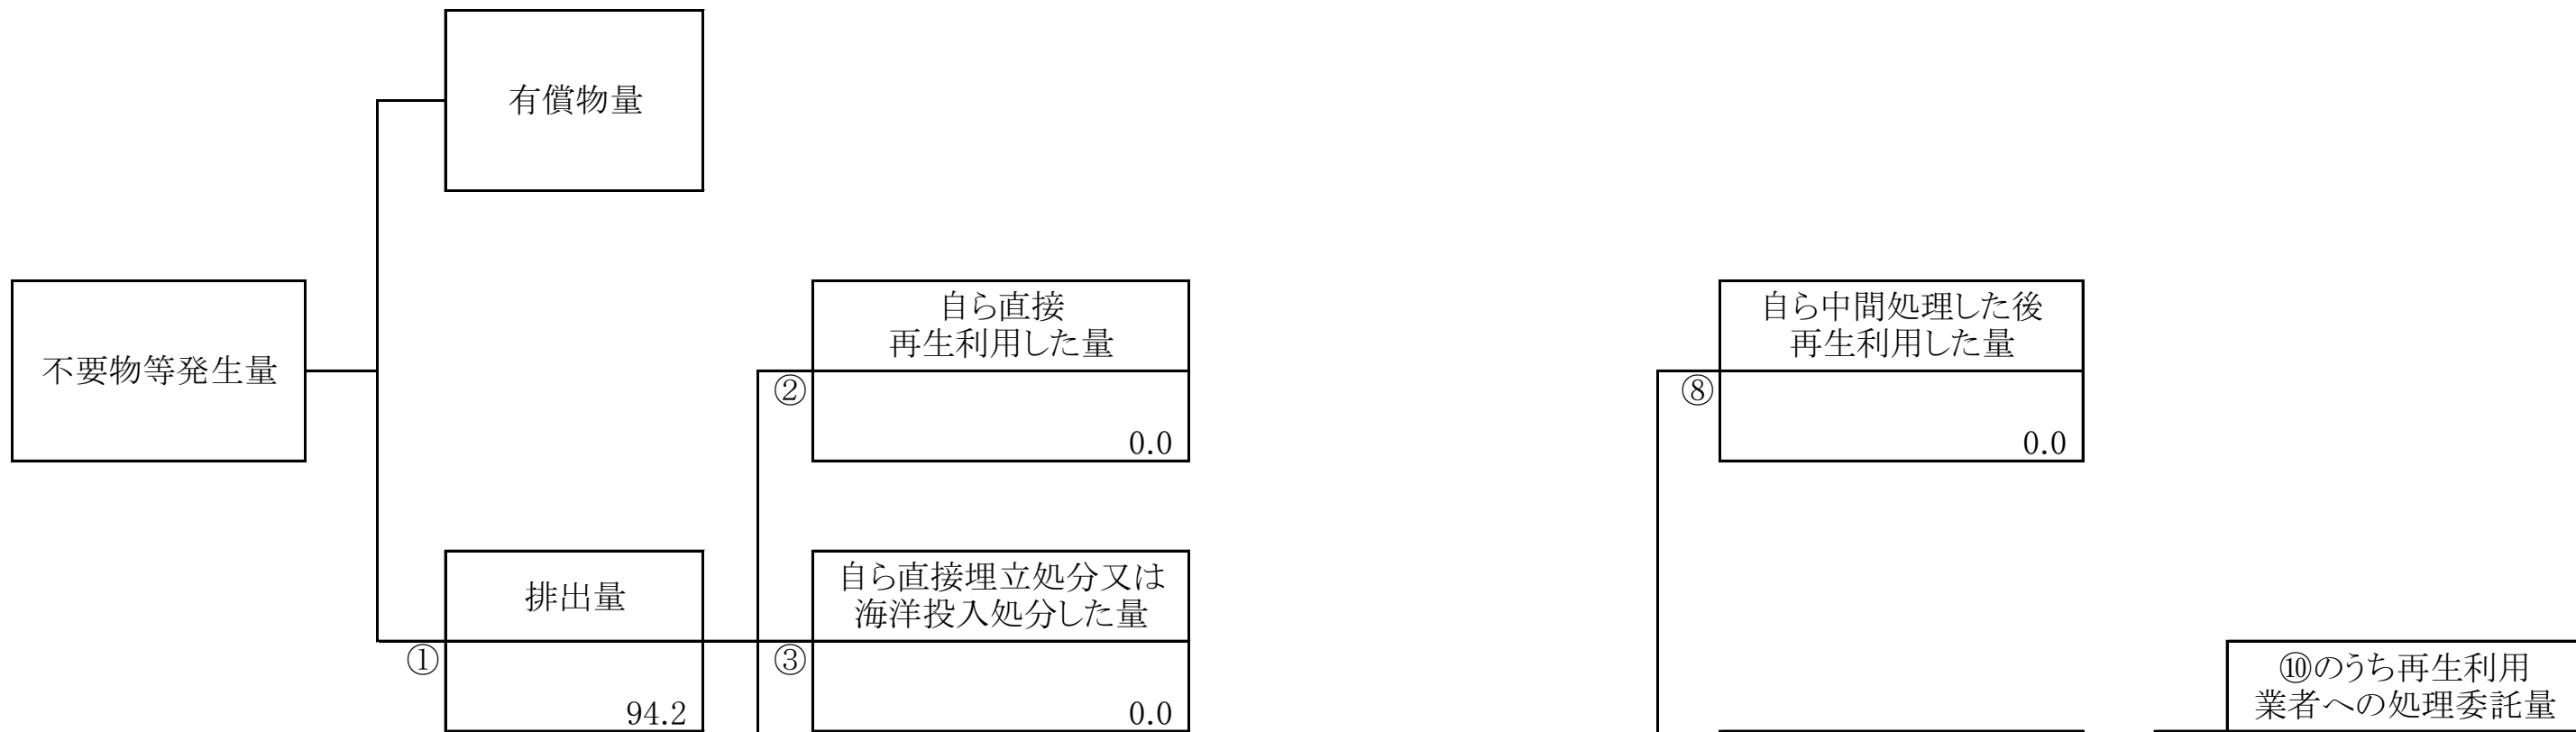 有償物量
不要物等発生量
自ら直接
再生利用した量
②
0.0
自ら中間処理した後
再生利用した量
⑧
0.0
排出量
①
94.2
自ら直接埋立処分又は
海洋投入処分した量
③
0.0
⑩のうち再生利用
業者への処理委託量